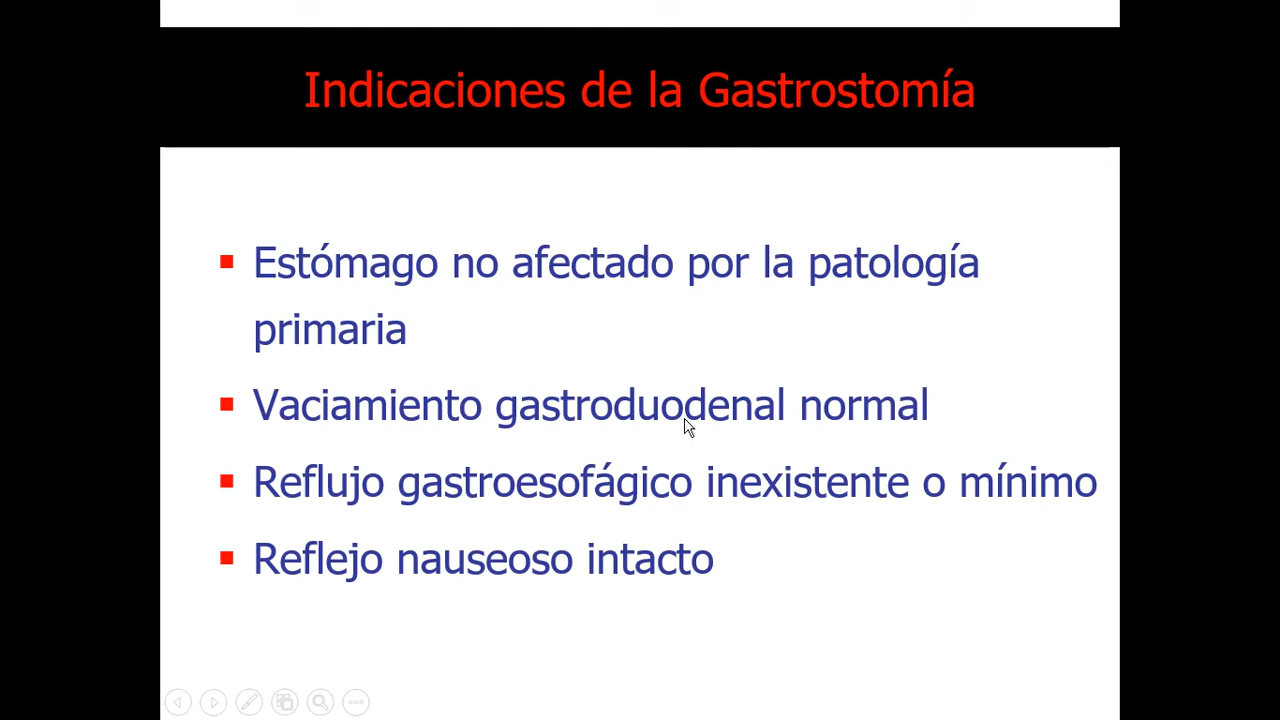 Indicaciones de la Gastrostomía
Estómago no afectado por la patología
primaria
Vaciamiento gastroduodenal normal
Reflujo gastroesofágico inexistente o mínimo
Reflejo nauseoso intacto